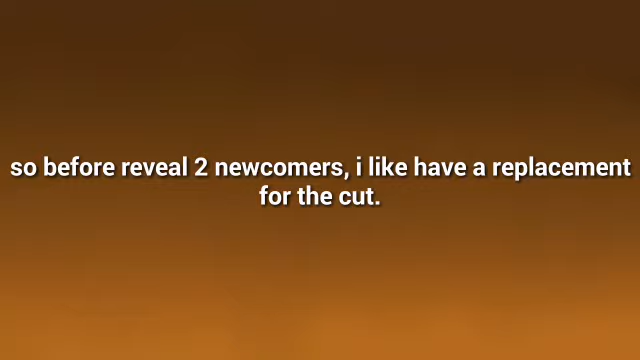 so before reveal 2 newcomers, i like have a replacement
for the cut.